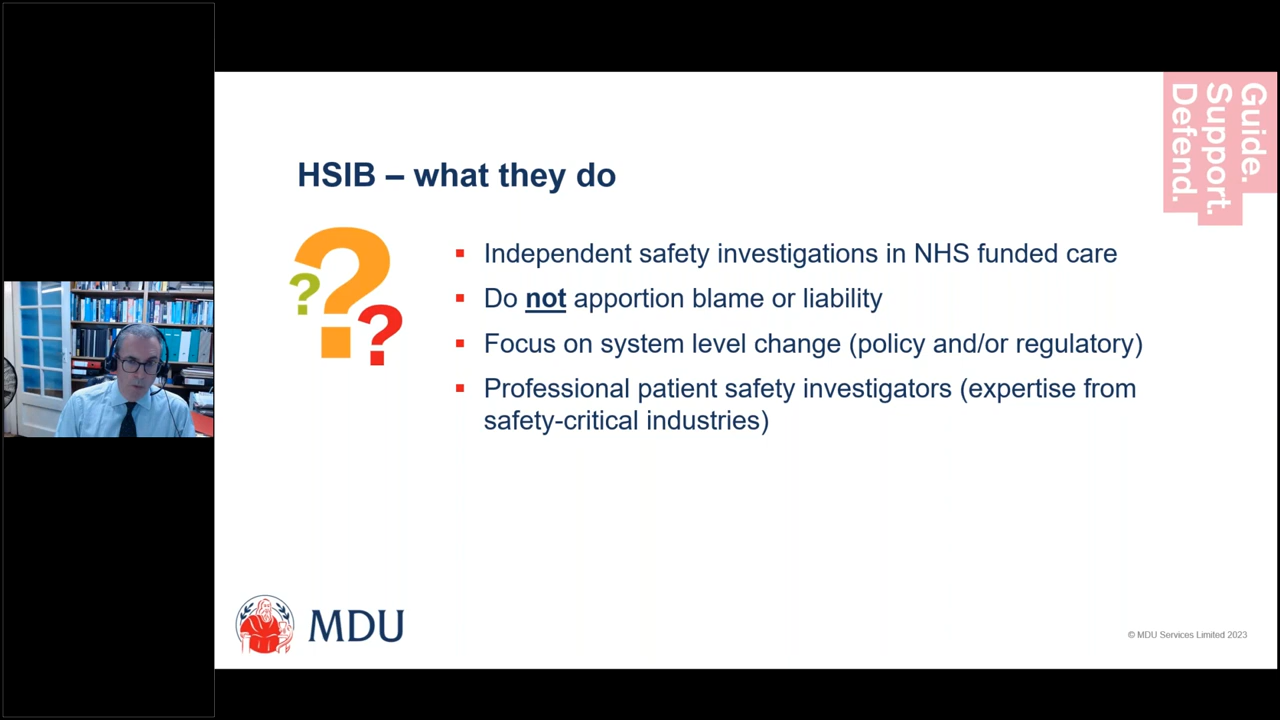 Guide.
Support.
Defend.
HSIB – what they do
? ? ?
Independent safety investigations in NHS funded care
Do not apportion blame or liability
Focus on system level change (policy and/or regulatory)
Professional patient safety investigators (expertise from
safety-critical industries)
MDU
© MDU Services Limited 2023